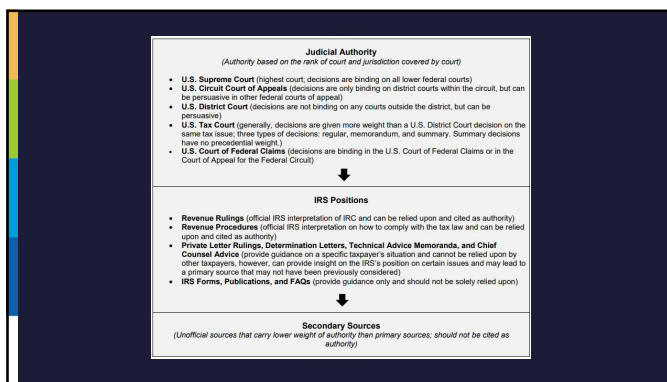 Judicial Authority
(Authority based on the rank of court and jurisdiction covered by court)
• U.S. Supreme Court (highest court; decisions are binding on all lower federal courts)
• U.S. Circuit Court of Appeals (decisions are only binding on district courts within the circuit, but can
be persuasive in other federal courts of appeal)
• U.S. District Court (decisions are not binding on any courts outside the district, but can be
persuasive)
• U.S. Tax Court (generally, decisions are given more weight than a U.S. District Court decision on the
same tax issue; three types of decisions: regular, memorandum, and summary. Summary decisions
have no precedential weight.)
• U.S. Court of Federal Claims (decisions are binding in the U.S. Court of Federal Claims or in the
Court of Appeal for the Federal Circuit)
IRS Positions
• Revenue Rulings (official IRS interpretation of IRC and can be relied upon and cited as authority)
• Revenue Procedures (official IRS interpretation on how to comply with the tax law and can be relied
upon and cited as authority)
• Private Letter Rulings, Determination Letters, Technical Advice Memoranda, and Chief
Counsel Advice (provide guidance on a specific taxpayer's situation and cannot be relied upon by
other taxpayers, however, can provide insight on the IRS's position on certain issues and may lead to
a primary source that may not have been previously considered)
• IRS Forms, Publications, and FAQs (provide guidance only and should not be solely relied upon)
Secondary Sources
(Unofficial sources that carry lower weight of authority than primary sources; should not be cited as
authority)